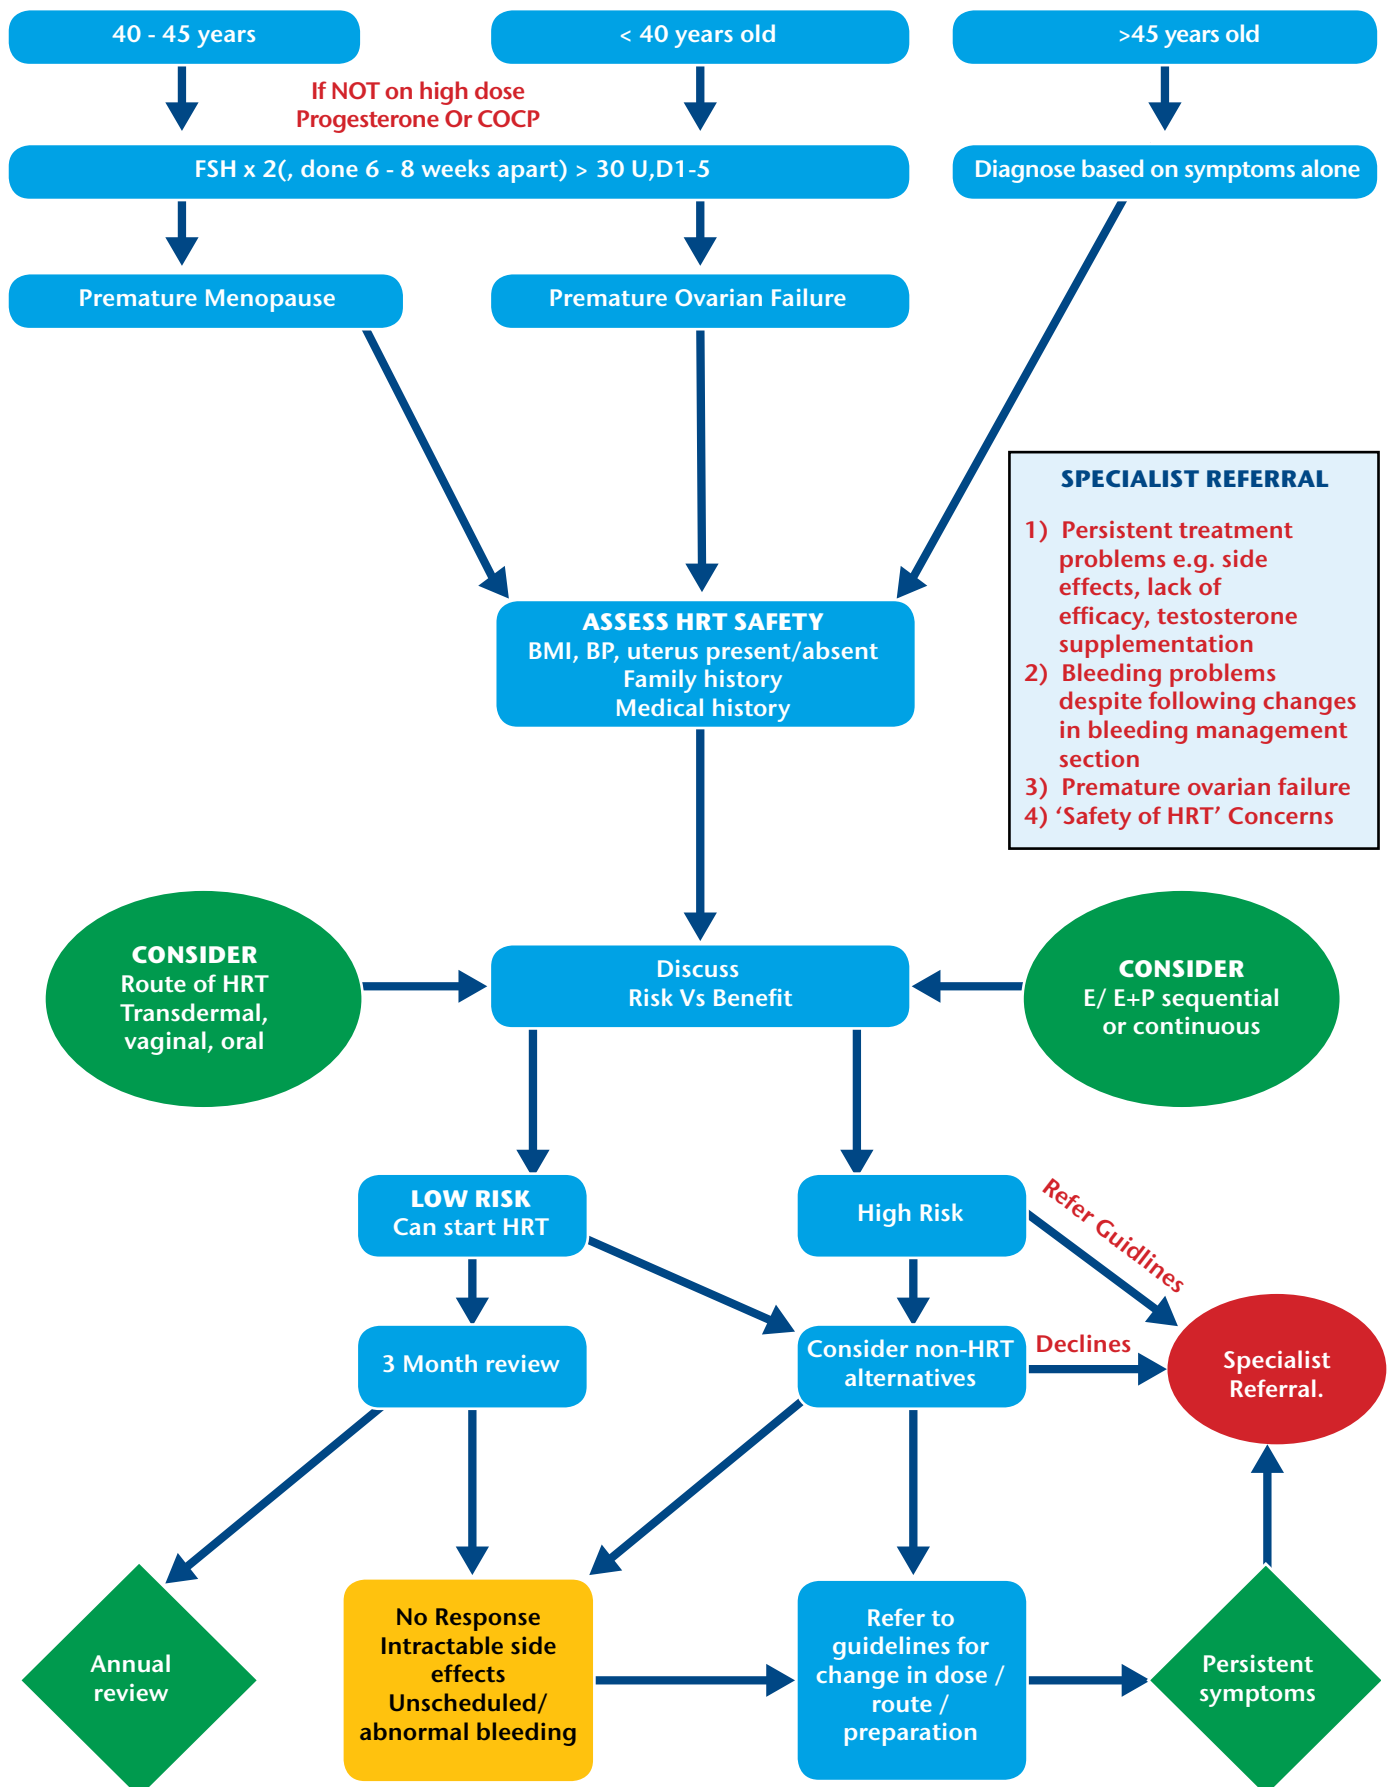 40 - 45 years
< 40 years old
>45 years old
If NOT on high dose
Progesterone Or COCP
FSH x 2(, done 6 - 8 weeks apart) > 30 U,D1-5
Diagnose based on symptoms alone
Premature Menopause
Premature Ovarian Failure
SPECIALIST REFERRAL
1) Persistent treatment
problems e.g. side
effects, lack of
efficacy, testosterone
supplementation
2) Bleeding problems
despite following changes
in bleeding management
section
3) Premature ovarian failure
4) ‘Safety of HRT’ Concerns
ASSESS HRT SAFETY
BMI, BP, uterus present/absent
Family history
Medical history
CONSIDER
Route of HRT
Transdermal,
vaginal, oral
Discuss
Risk Vs Benefit
CONSIDER
E/ E+P sequential
or continuous
LOW RISK
Can start HRT
High Risk
Refer Guidlines
3 Month review
Consider non-HRT
alternatives
Declines
Specialist
Referral.
Annual
review
No Response
Intractable side
effects
Unscheduled/
abnormal bleeding
Refer to
guidelines for
change in dose /
route /
preparation
Persistent
symptoms